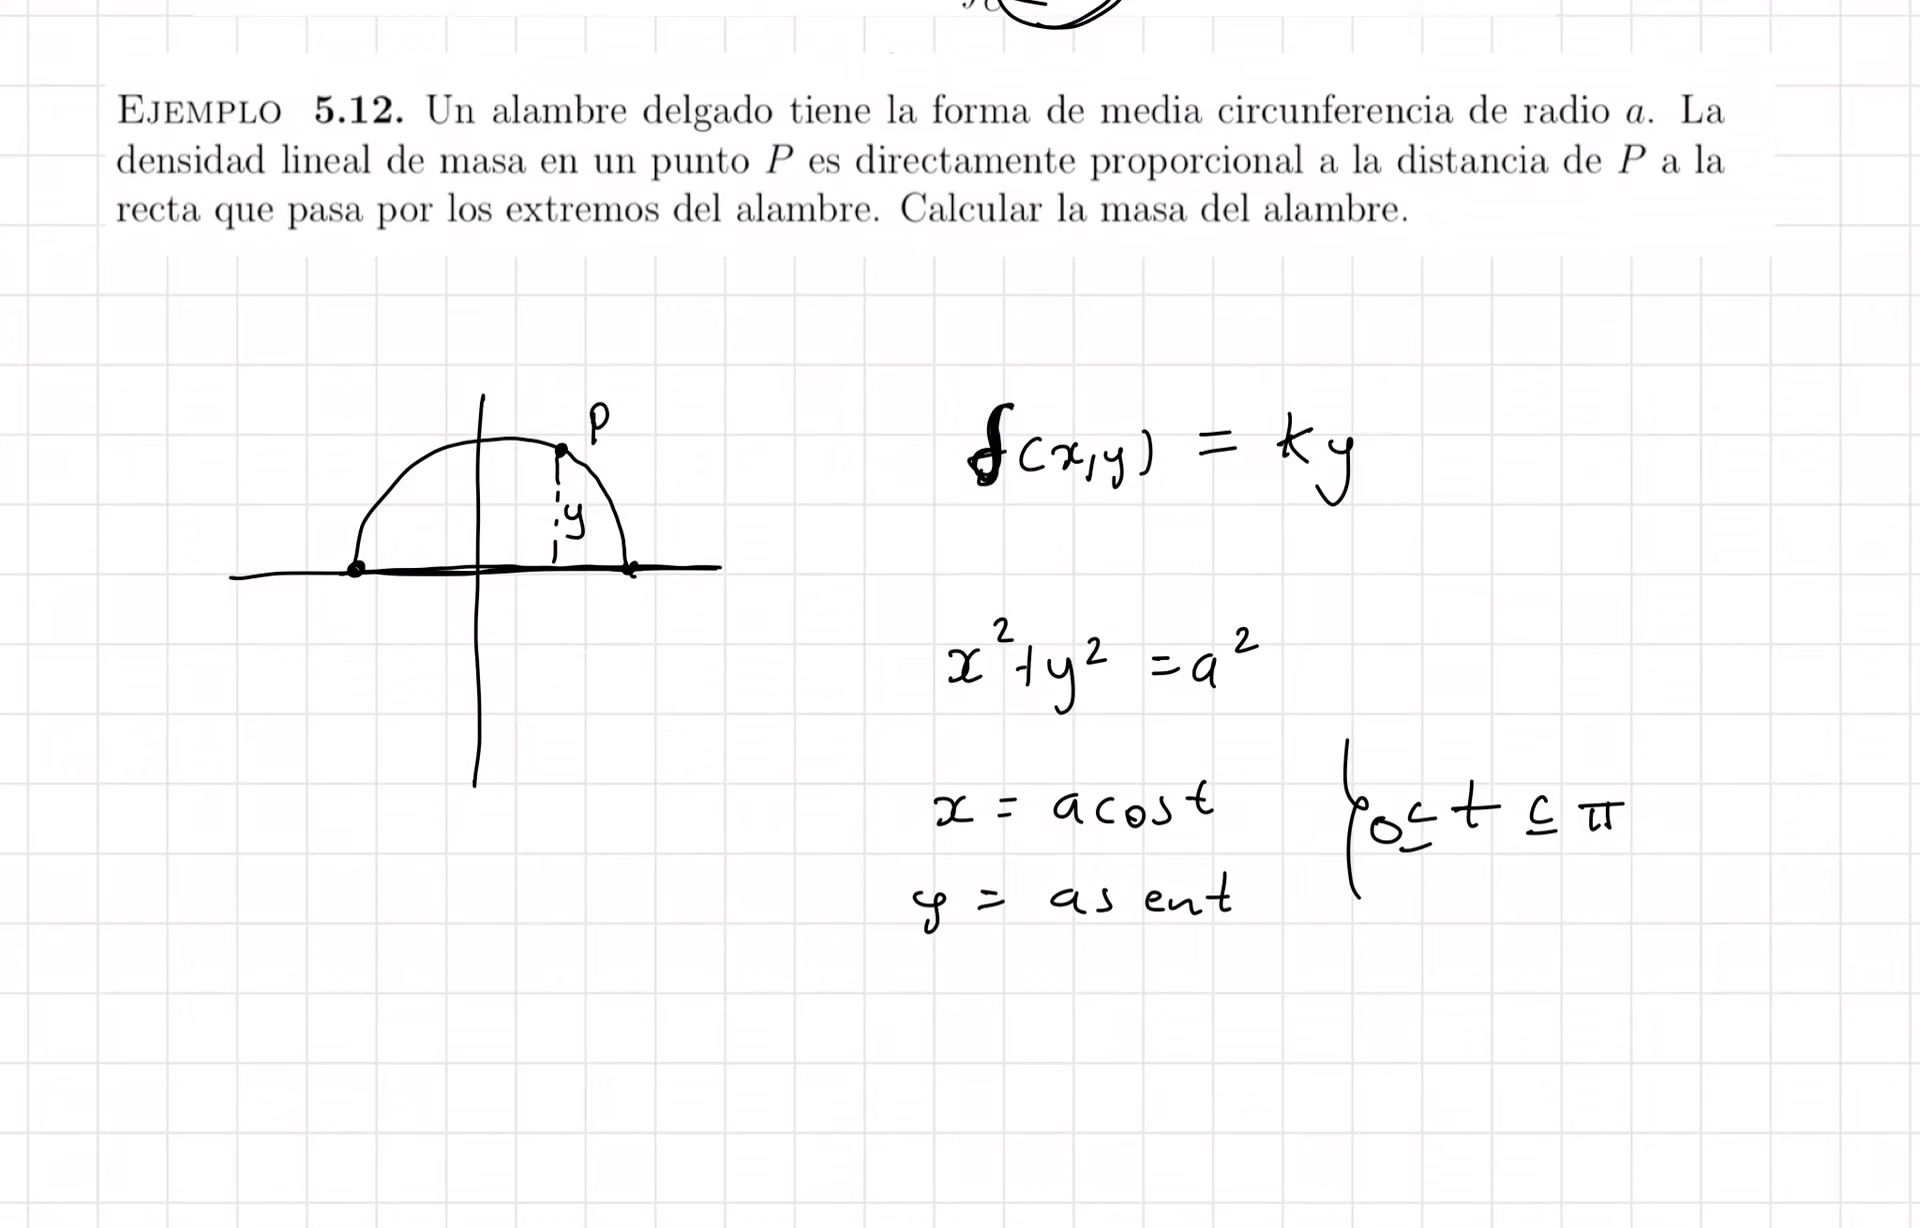 EJEMPLO 5.12. Un alambre delgado tiene la forma de media circunferencia de radio a. La
densidad lineal de masa en un punto P es directamente proporcional a la distancia de P a la
recta que pasa por los extremos del alambre. Calcular la masa del alambre.
P
y
f(x,y) = ky
x² + y² = a²
x = a cos t
0 ≤ t ≤ π
y = a sen t